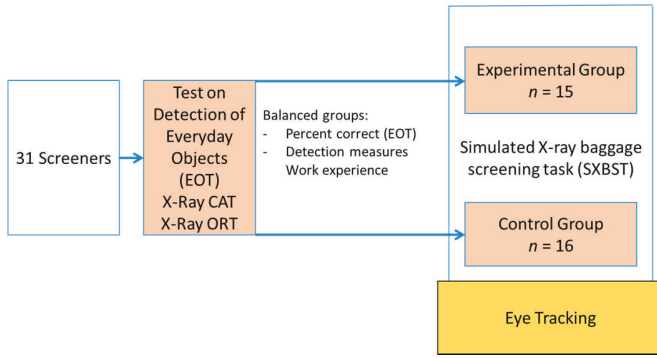 31 Screeners
Test on
Detection of
Everyday
Objects
(EOT)
X-Ray CAT
X-Ray ORT
Balanced groups:
- Percent correct (EOT)
- Detection measures
Work experience
Experimental Group
n = 15
Simulated X-ray baggage
screening task (SXBST)
Control Group
n = 16
Eye Tracking